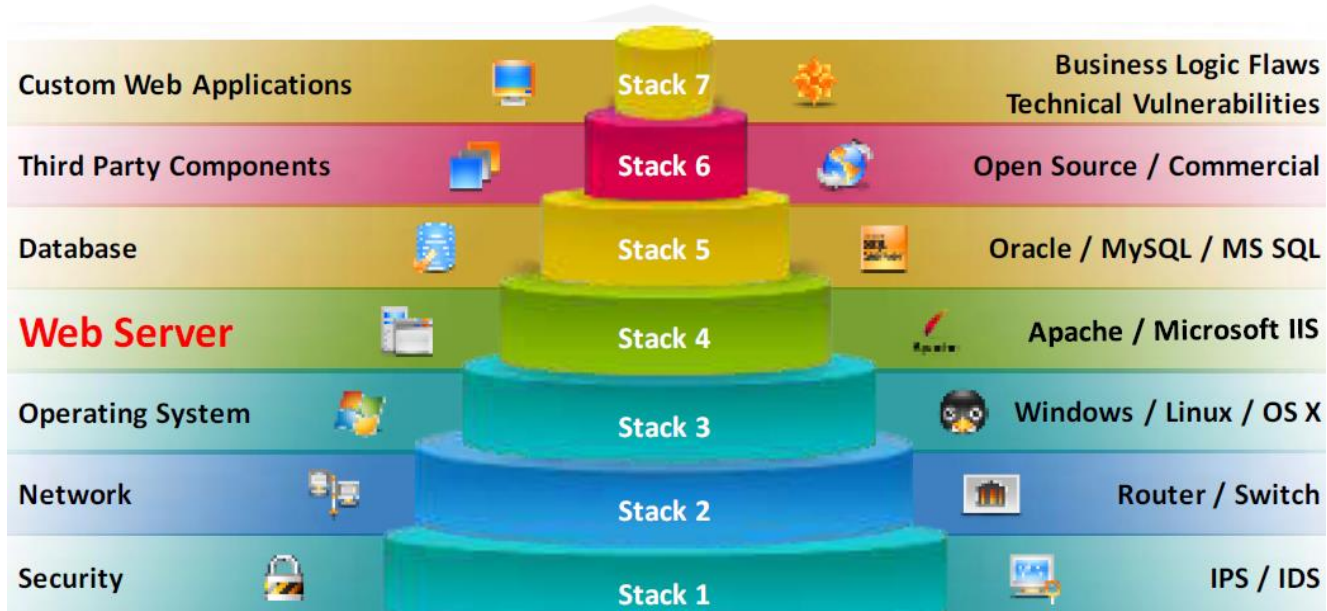 Custom Web Applications
Stack 7
Business Logic Flaws
Technical Vulnerabilities
Third Party Components
Stack 6
Open Source / Commercial
Database
Stack 5
Oracle / MySQL / MS SQL
Web Server
Stack 4
Apache / Microsoft IIS
Operating System
Stack 3
Windows / Linux / OS X
Network
Stack 2
Router / Switch
Security
Stack 1
IPS / IDS